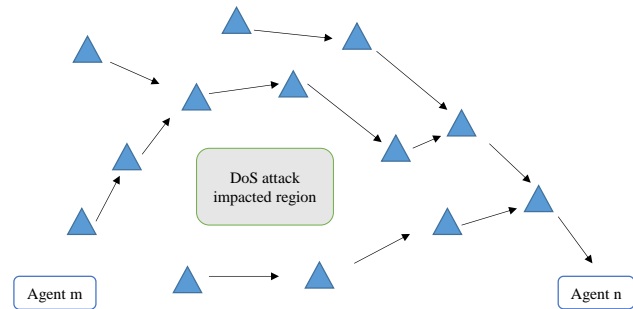 DoS attack
impacted region
Agent m
Agent n